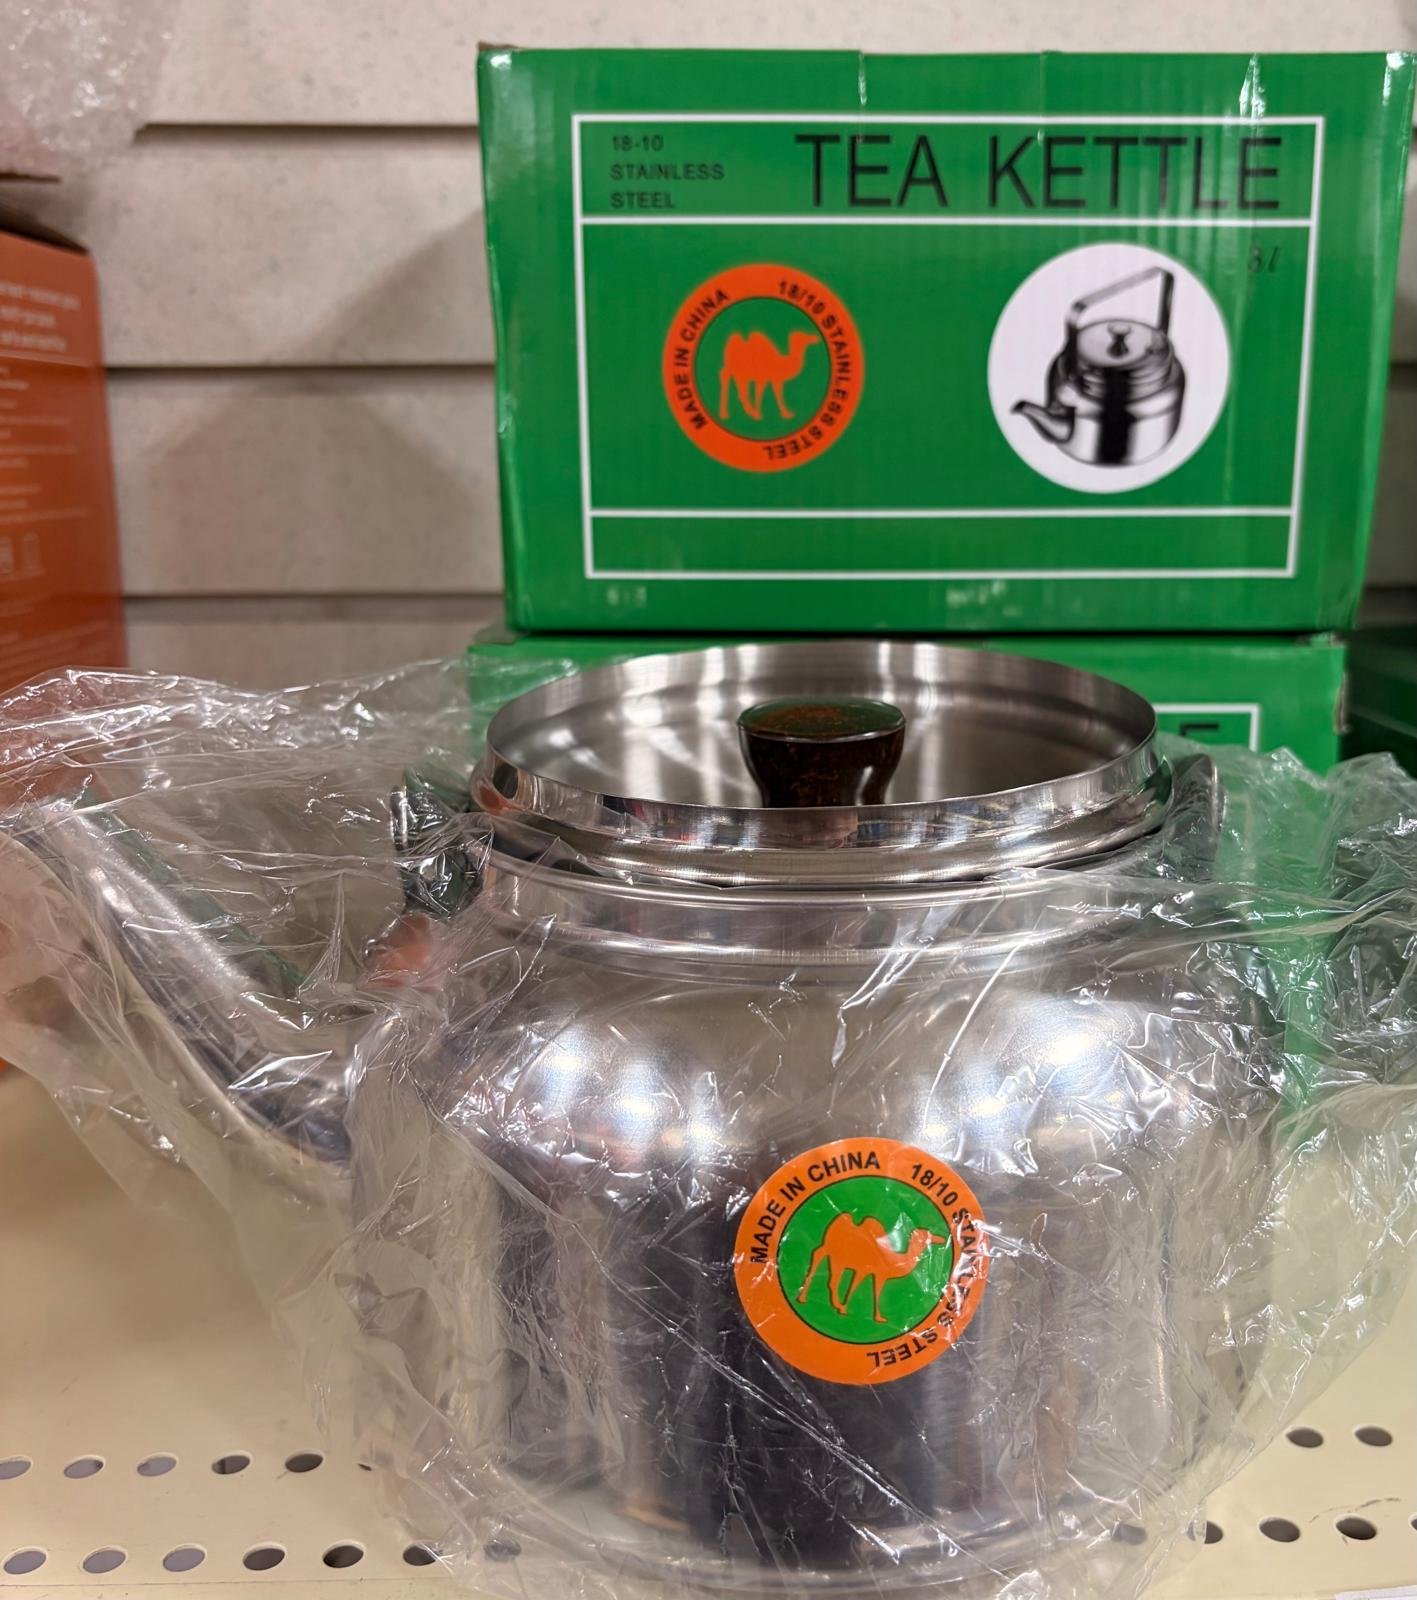 18-10
STAINLESS
STEEL
TEA KETTLE
8l
MADE IN CHINA 18/10 STAINLESS STEEL
E
MADE IN CHINA 18/10 STAINLESS STEEL